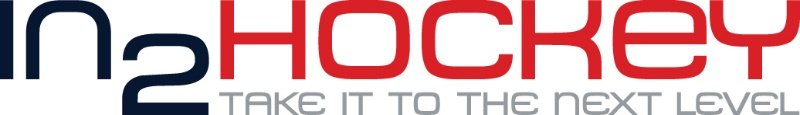 IN2HOCKEY
TAKE IT TO THE NEXT LEVEL